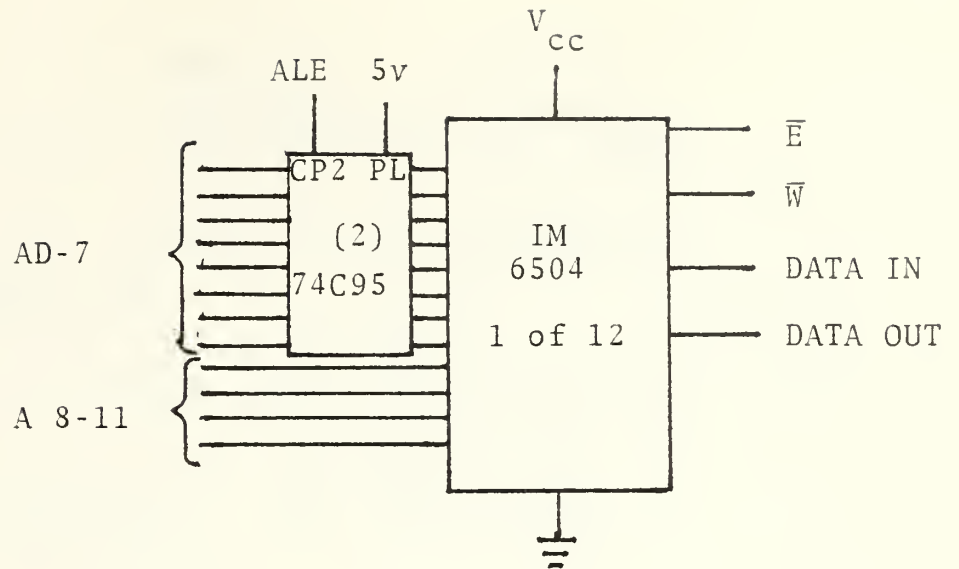 V
cc
ALE 5v
CP2 PL
AD-7
(2)
74C95
A 8-11
IM
6504
1 of 12
E̅
W̅
DATA IN
DATA OUT